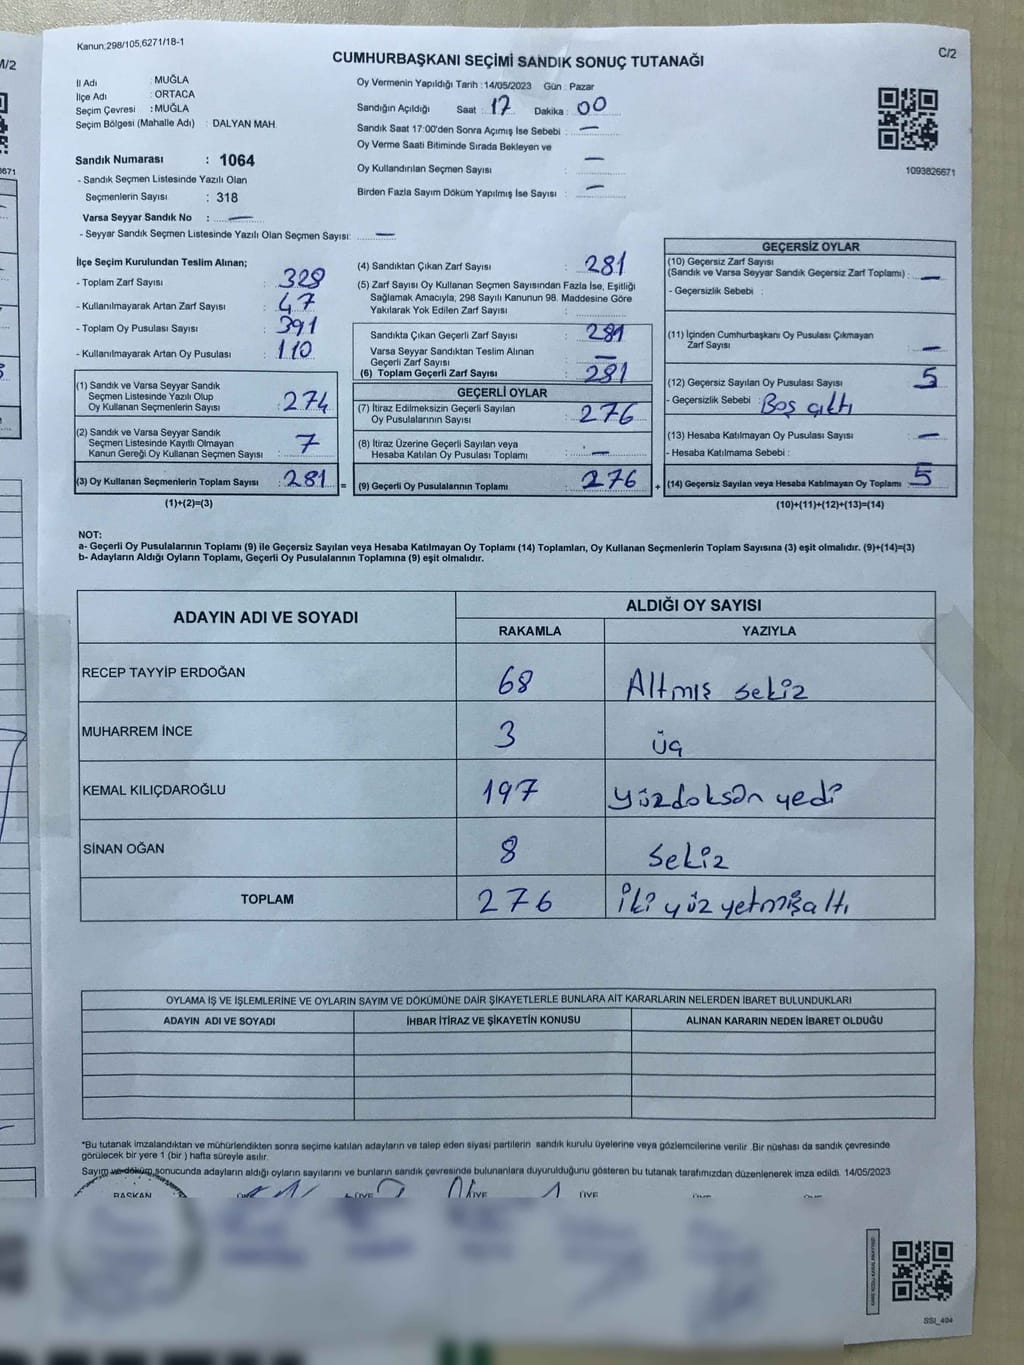 Kanun;298/105,6271/18-1
C/2
M/2
CUMHURBAŞKANI SEÇİMİ SANDIK SONUÇ TUTANAĞI
İl Adı : MUĞLA
İlçe Adı : ORTACA
Seçim Çevresi : MUĞLA
Seçim Bölgesi (Mahalle Adı) : DALYAN MAH.
Oy Vermenin Yapıldığı Tarih : 14/05/2023 Gün : Pazar
Sandığın Açıldığı Saat : 17 Dakika : 00
Sandık Saat 17:00'den Sonra Açımış İse Sebebi : —
Oy Verme Saati Bitiminde Sırada Bekleyen ve
Oy Kullandırılan Seçmen Sayısı : —
Birden Fazla Sayım Döküm Yapılmış İse Sayısı : —
1093826671
Sandık Numarası : 1064
- Sandık Seçmen Listesinde Yazılı Olan
Seçmenlerin Sayısı : 318
Varsa Seyyar Sandık No : —
- Seyyar Sandık Seçmen Listesinde Yazılı Olan Seçmen Sayısı: —
İlçe Seçim Kurulundan Teslim Alınan;
- Toplam Zarf Sayısı : 328
- Kullanılmayarak Artan Zarf Sayısı : 47
- Toplam Oy Pusulası Sayısı : 391
- Kullanılmayarak Artan Oy Pusulası : 110
(1) Sandık ve Varsa Seyyar Sandık
Seçmen Listesinde Yazılı Olup
Oy Kullanan Seçmenlerin Sayısı : 274
(2) Sandık ve Varsa Seyyar Sandık
Seçmen Listesinde Kayıtlı Olmayan
Kanun Gereği Oy Kullanan Seçmen Sayısı : 7
(3) Oy Kullanan Seçmenlerin Toplam Sayısı : 281 =
(1)+(2)=(3)
(4) Sandıktan Çıkan Zarf Sayısı : 281
(5) Zarf Sayısı Oy Kullanan Seçmen Sayısından Fazla İse, Eşitliği
Sağlamak Amacıyla, 298 Sayılı Kanunun 98. Maddesine Göre
Yakılarak Yok Edilen Zarf Sayısı :
Sandıkta Çıkan Geçerli Zarf Sayısı : 281
Varsa Seyyar Sandıktan Teslim Alınan
Geçerli Zarf Sayısı : —
(6) Toplam Geçerli Zarf Sayısı : 281
GEÇERLİ OYLAR
(7) İtiraz Edilmeksizin Geçerli Sayılan
Oy Pusulalarının Sayısı : 276
(8) İtiraz Üzerine Geçerli Sayılan veya
Hesaba Katılan Oy Pusulası Toplamı : —
(9) Geçerli Oy Pusulalarının Toplamı : 276 +
GEÇERSİZ OYLAR
(10) Geçersiz Zarf Sayısı
(Sandık ve Varsa Seyyar Sandık Geçersiz Zarf Toplamı) : —
- Geçersizlik Sebebi :
(11) İçinden Cumhurbaşkanı Oy Pusulası Çıkmayan
Zarf Sayısı : —
(12) Geçersiz Sayılan Oy Pusulası Sayısı : 5
- Geçersizlik Sebebi : Boş çıktı
(13) Hesaba Katılmayan Oy Pusulası Sayısı : —
- Hesaba Katılmama Sebebi :
(14) Geçersiz Sayılan veya Hesaba Katılmayan Oy Toplamı : 5
(10)+(11)+(12)+(13)=(14)
NOT:
a- Geçerli Oy Pusulalarının Toplamı (9) ile Geçersiz Sayılan veya Hesaba Katılmayan Oy Toplamı (14) Toplamları, Oy Kullanan Seçmenlerin Toplam Sayısına (3) eşit olmalıdır. (9)+(14)=(3)
b- Adayların Aldığı Oyların Toplamı, Geçerli Oy Pusulalarının Toplamına (9) eşit olmalıdır.
ADAYIN ADI VE SOYADI
ALDIĞI OY SAYISI
RAKAMLA YAZIYLA
RECEP TAYYİP ERDOĞAN 68 Altmış sekiz
MUHARREM İNCE 3 üç
KEMAL KILIÇDAROĞLU 197 yüzdoksan yedi
SİNAN OĞAN 8 Sekiz
TOPLAM 276 iki yüz yetmişaltı
OYLAMA İŞ VE İŞLEMLERİNE VE OYLARIN SAYIM VE DÖKÜMÜNE DAİR ŞİKAYETLERLE BUNLARA AİT KARARLARIN NELERDEN İBARET BULUNDUKLARI
ADAYIN ADI VE SOYADI İHBAR İTİRAZ VE ŞİKAYETİN KONUSU ALINAN KARARIN NEDEN İBARET OLDUĞU
*Bu tutanak imzalandıktan ve mühürlendikten sonra seçime katılan adayların ve talep eden siyasi partilerin sandık kurulu üyelerine veya gözlemcilerine verilir .Bir nüshası da sandık çevresinde
görülecek bir yere 1 (bir ) hafta süreyle asılır.
Sayım ve döküm sonucunda adayların aldığı oyların sayılarını ve bunların sandık çevresinde bulunanlara duyurulduğunu gösteren bu tutanak tarafımızdan düzenlenerek imza edildi. 14/05/2023
BAŞKAN ÜYE ÜYE ÜYE
SSİ_494